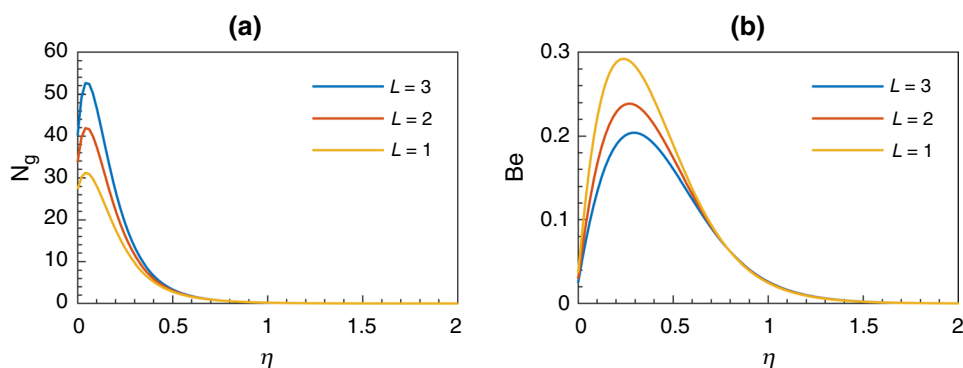 (a)
60
50
40
30
20
10
0
N_g
L = 3
L = 2
L = 1
0 0.5 1 1.5 2
η
(b)
0.3
0.2
0.1
0
Be
L = 3
L = 2
L = 1
0 0.5 1 1.5 2
η